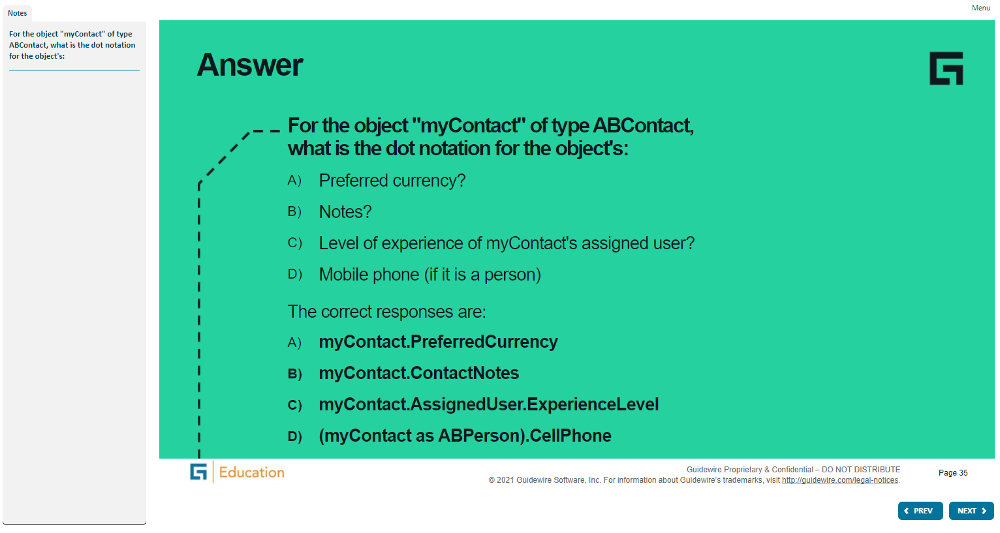 Notes
Menu
For the object "myContact" of type
ABContact, what is the dot notation
for the object's:
Answer
For the object "myContact" of type ABContact,
what is the dot notation for the object's:
A) Preferred currency?
B) Notes?
C) Level of experience of myContact's assigned user?
D) Mobile phone (if it is a person)
The correct responses are:
A) myContact.PreferredCurrency
B) myContact.ContactNotes
C) myContact.AssignedUser.ExperienceLevel
D) (myContact as ABPerson).CellPhone
Education
Guidewire Proprietary & Confidential – DO NOT DISTRIBUTE
© 2021 Guidewire Software, Inc. For information about Guidewire's trademarks, visit http://guidewire.com/legal-notices.
Page 35
PREV
NEXT